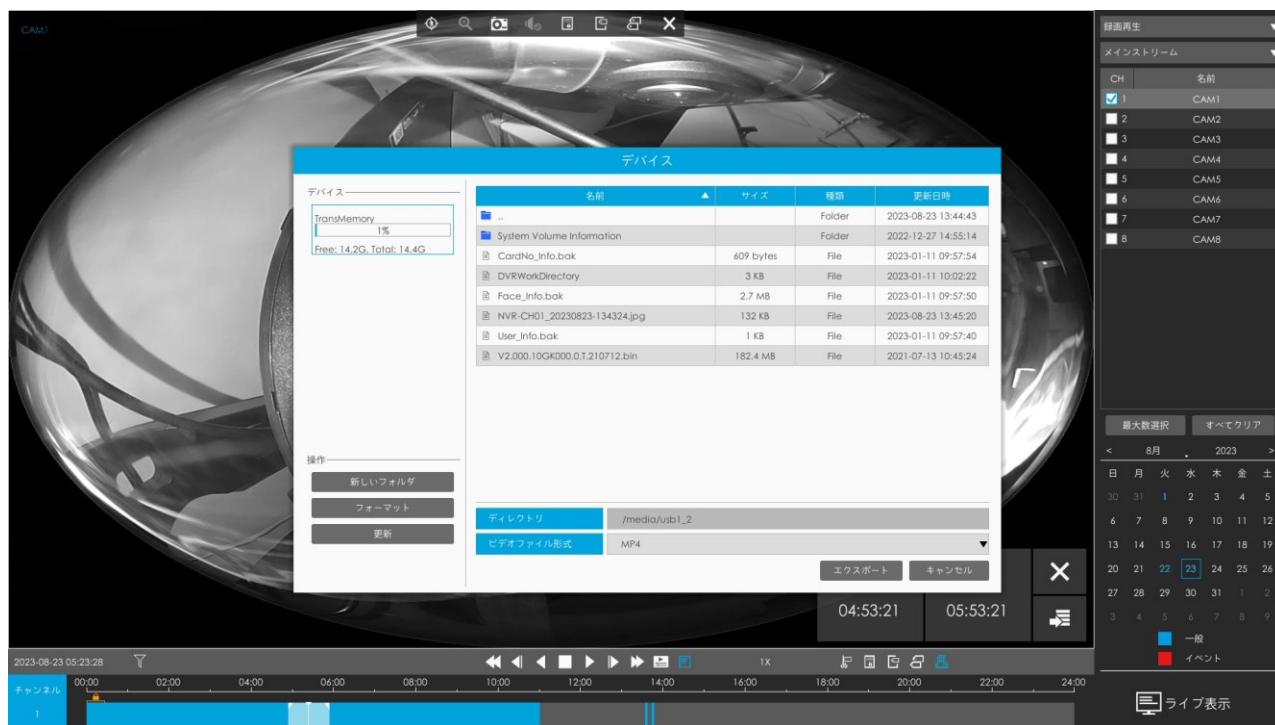 CAM1
録画再生
メインストリーム
CH 名前
1 CAM1
2 CAM2
3 CAM3
4 CAM4
5 CAM5
6 CAM6
7 CAM7
8 CAM8
デバイス
デバイス
TransMemory
1%
Free: 14.2G, Total: 14.4G
名前 サイズ 種類 更新日時
.. Folder 2023-08-23 13:44:43
System Volume Information Folder 2022-12-27 14:55:14
CardNo_Info.bak 609 bytes File 2023-01-11 09:57:54
DVRWorkDirectory 3 KB File 2023-01-11 10:02:22
Face_Info.bak 2.7 MB File 2023-01-11 09:57:50
NVR-CH01_20230823-134324.jpg 132 KB File 2023-08-23 13:45:20
User_Info.bak 1 KB File 2023-01-11 09:57:40
V2.000.10GK000.0.T.210712.bin 182.4 MB File 2021-07-13 10:45:24
操作
新しいフォルダ
フォーマット
更新
ディレクトリ /media/usb1_2
ビデオファイル形式 MP4
エクスポート キャンセル
04:53:21 05:53:21
最大数選択 すべてクリア
< 8月 2023 >
日 月 火 水 木 金 土
30 31 1 2 3 4 5
6 7 8 9 10 11 12
13 14 15 16 17 18 19
20 21 22 23 24 25 26
27 28 29 30 31 1 2
3 4 5 6 7 8 9
一般
イベント
2023-08-23 05:23:28
1X
チャンネル 00:00 02:00 04:00 06:00 08:00 10:00 12:00 14:00 16:00 18:00 20:00 22:00 24:00
1
ライブ表示